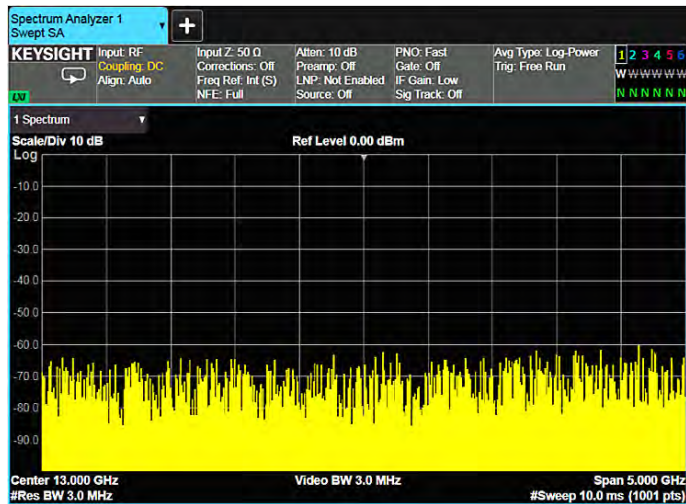 Spectrum Analyzer 1
Swept SA
+
KEYSIGHT Input: RF Input Z: 50 Ω Atten: 10 dB PNO: Fast Avg Type: Log-Power 1 2 3 4 5 6
Coupling: DC Corrections: Off Preamp: Off Gate: Off Trig: Free Run
Align: Auto Freq Ref: Int (S) LNP: Not Enabled IF Gain: Low W W W W W W
NFE: Full Source: Off Sig Track: Off
LXI N N N N N N
1 Spectrum
Scale/Div 10 dB Ref Level 0.00 dBm
Log
-10.0
-20.0
-30.0
-40.0
-50.0
-60.0
-70.0
-80.0
-90.0
Center 13.000 GHz Video BW 3.0 MHz Span 5.000 GHz
#Res BW 3.0 MHz #Sweep 10.0 ms (1001 pts)